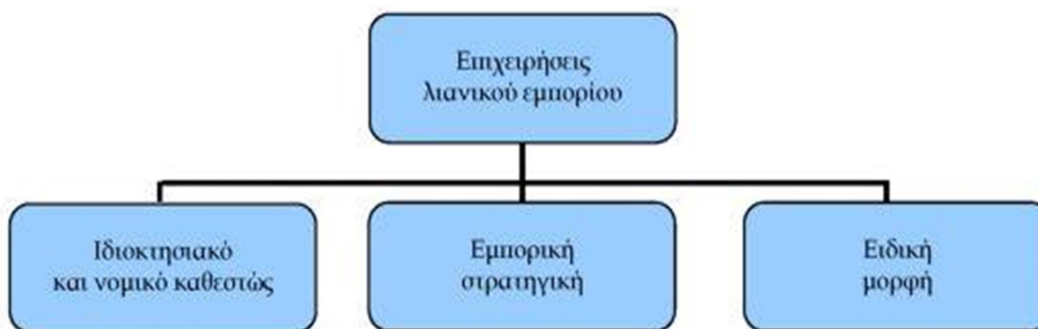 Επιχειρήσεις
λιανικού εμπορίου
Ιδιοκτησιακό
και νομικό καθεστώς
Εμπορική
στρατηγική
Ειδική
μορφή